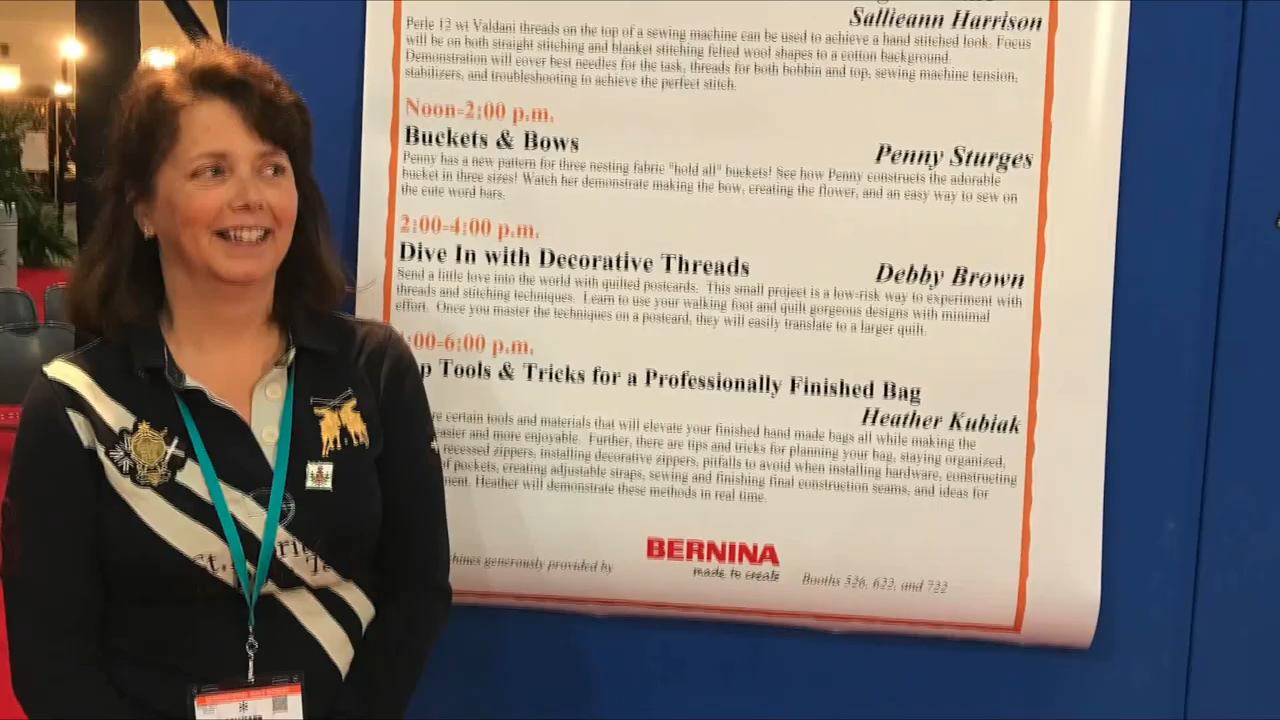 Sallieann Harrison
Perle 12 wt Valdani threads on the top of a sewing machine can be used to achieve a hand stitched look. Focus
will be on both straight stitching and blanket stitching felted wool shapes to a cotton background.
Demonstration will cover best needles for the task, threads for both bobbin and top, sewing machine tension,
stabilizers, and troubleshooting to achieve the perfect stitch.
Noon-2:00 p.m.
Buckets & Bows
Penny Sturges
Penny has a new pattern for three nesting fabric "hold all" buckets! See how Penny constructs the adorable
bucket in three sizes! Watch her demonstrate making the bow, creating the flower, and an easy way to sew on
the cute word bars.
2:00-4:00 p.m.
Dive In with Decorative Threads
Debby Brown
Send a little love into the world with quilted postcards. This small project is a low-risk way to experiment with
threads and stitching techniques. Learn to use your walking foot and quilt gorgeous designs with minimal
effort. Once you master the techniques on a postcard, they will easily translate to a larger quilt.
:00-6:00 p.m.
p Tools & Tricks for a Professionally Finished Bag
Heather Kubiak
re certain tools and materials that will elevate your finished hand made bags all while making the
easier and more enjoyable. Further, there are tips and tricks for planning your bag, staying organized,
recessed zippers, installing decorative zippers, pitfalls to avoid when installing hardware, constructing
of pockets, creating adjustable straps, sewing and finishing final construction seams, and ideas for
ment. Heather will demonstrate these methods in real time.
hines generously provided by
BERNINA
made to create
Booths 526, 622, and 722
St.